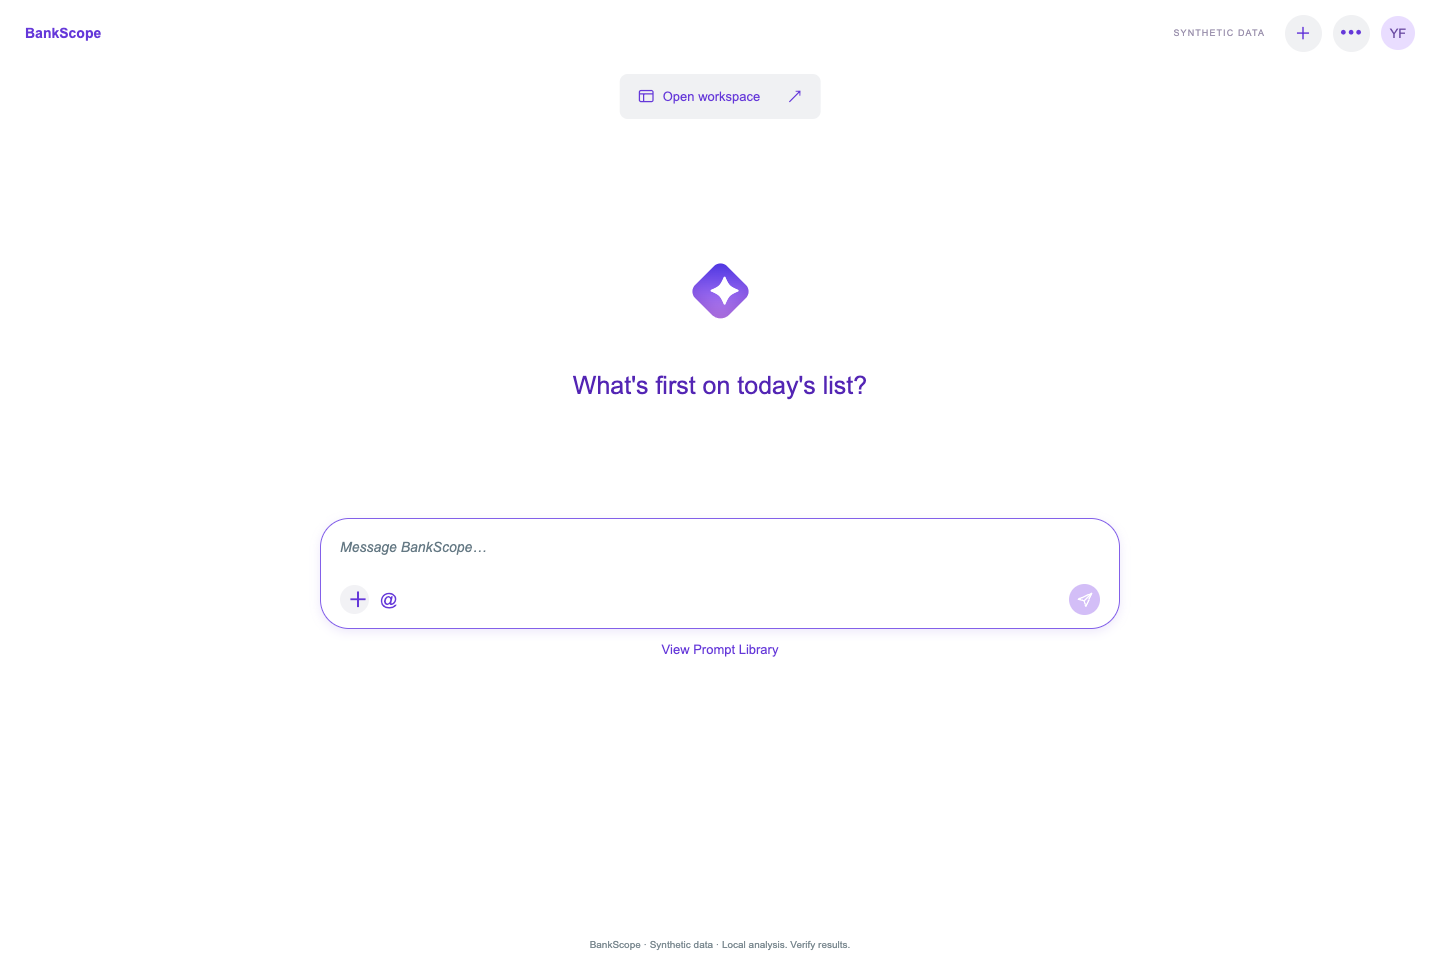 BankScope
SYNTHETIC DATA
YF
Open workspace
What's first on today's list?
Message BankScope…
@
View Prompt Library
BankScope · Synthetic data · Local analysis. Verify results.